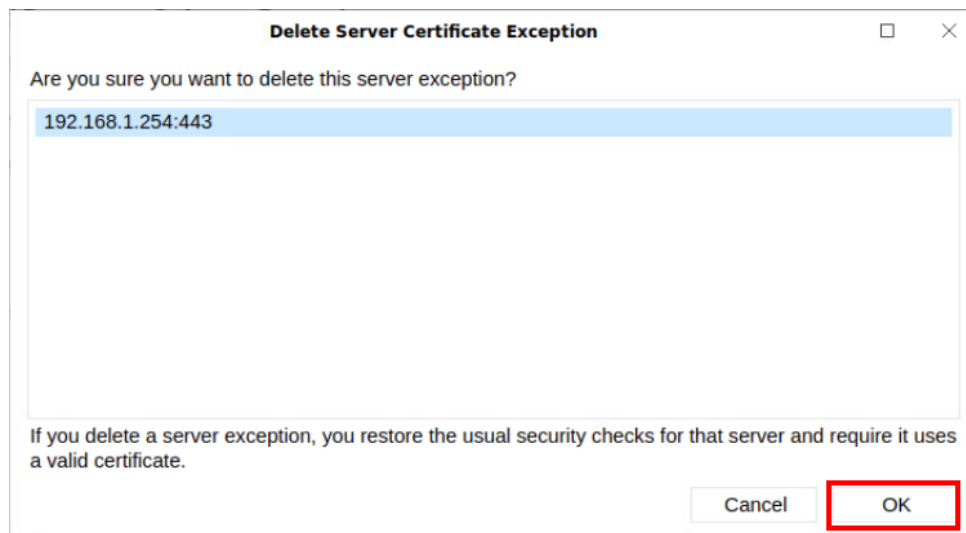 Delete Server Certificate Exception
Are you sure you want to delete this server exception?
192.168.1.254:443
If you delete a server exception, you restore the usual security checks for that server and require it uses
a valid certificate.
Cancel OK